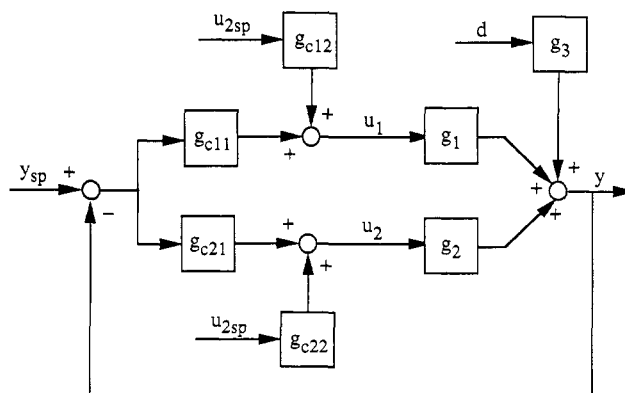 u2sp gc12 d g3
+ +
gc11 + u1 g1
ysp + − + + y
gc21 + u2 g2
+
u2sp gc22